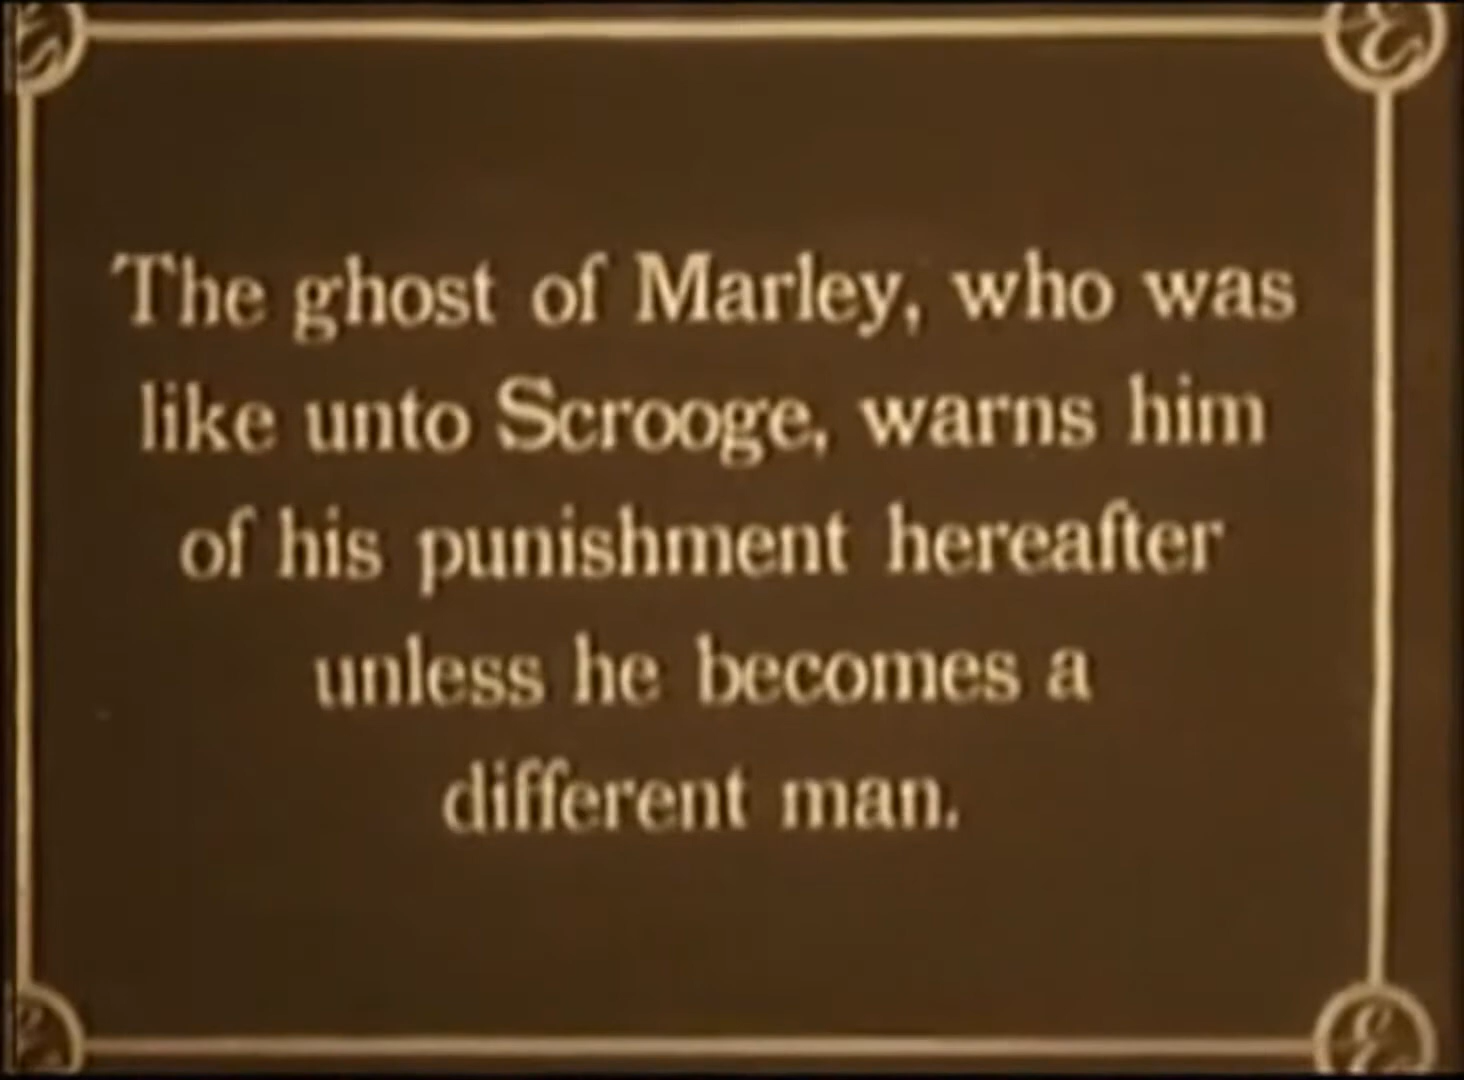 The ghost of Marley, who was
like unto Scrooge, warns him
of his punishment hereafter
unless he becomes a
different man.